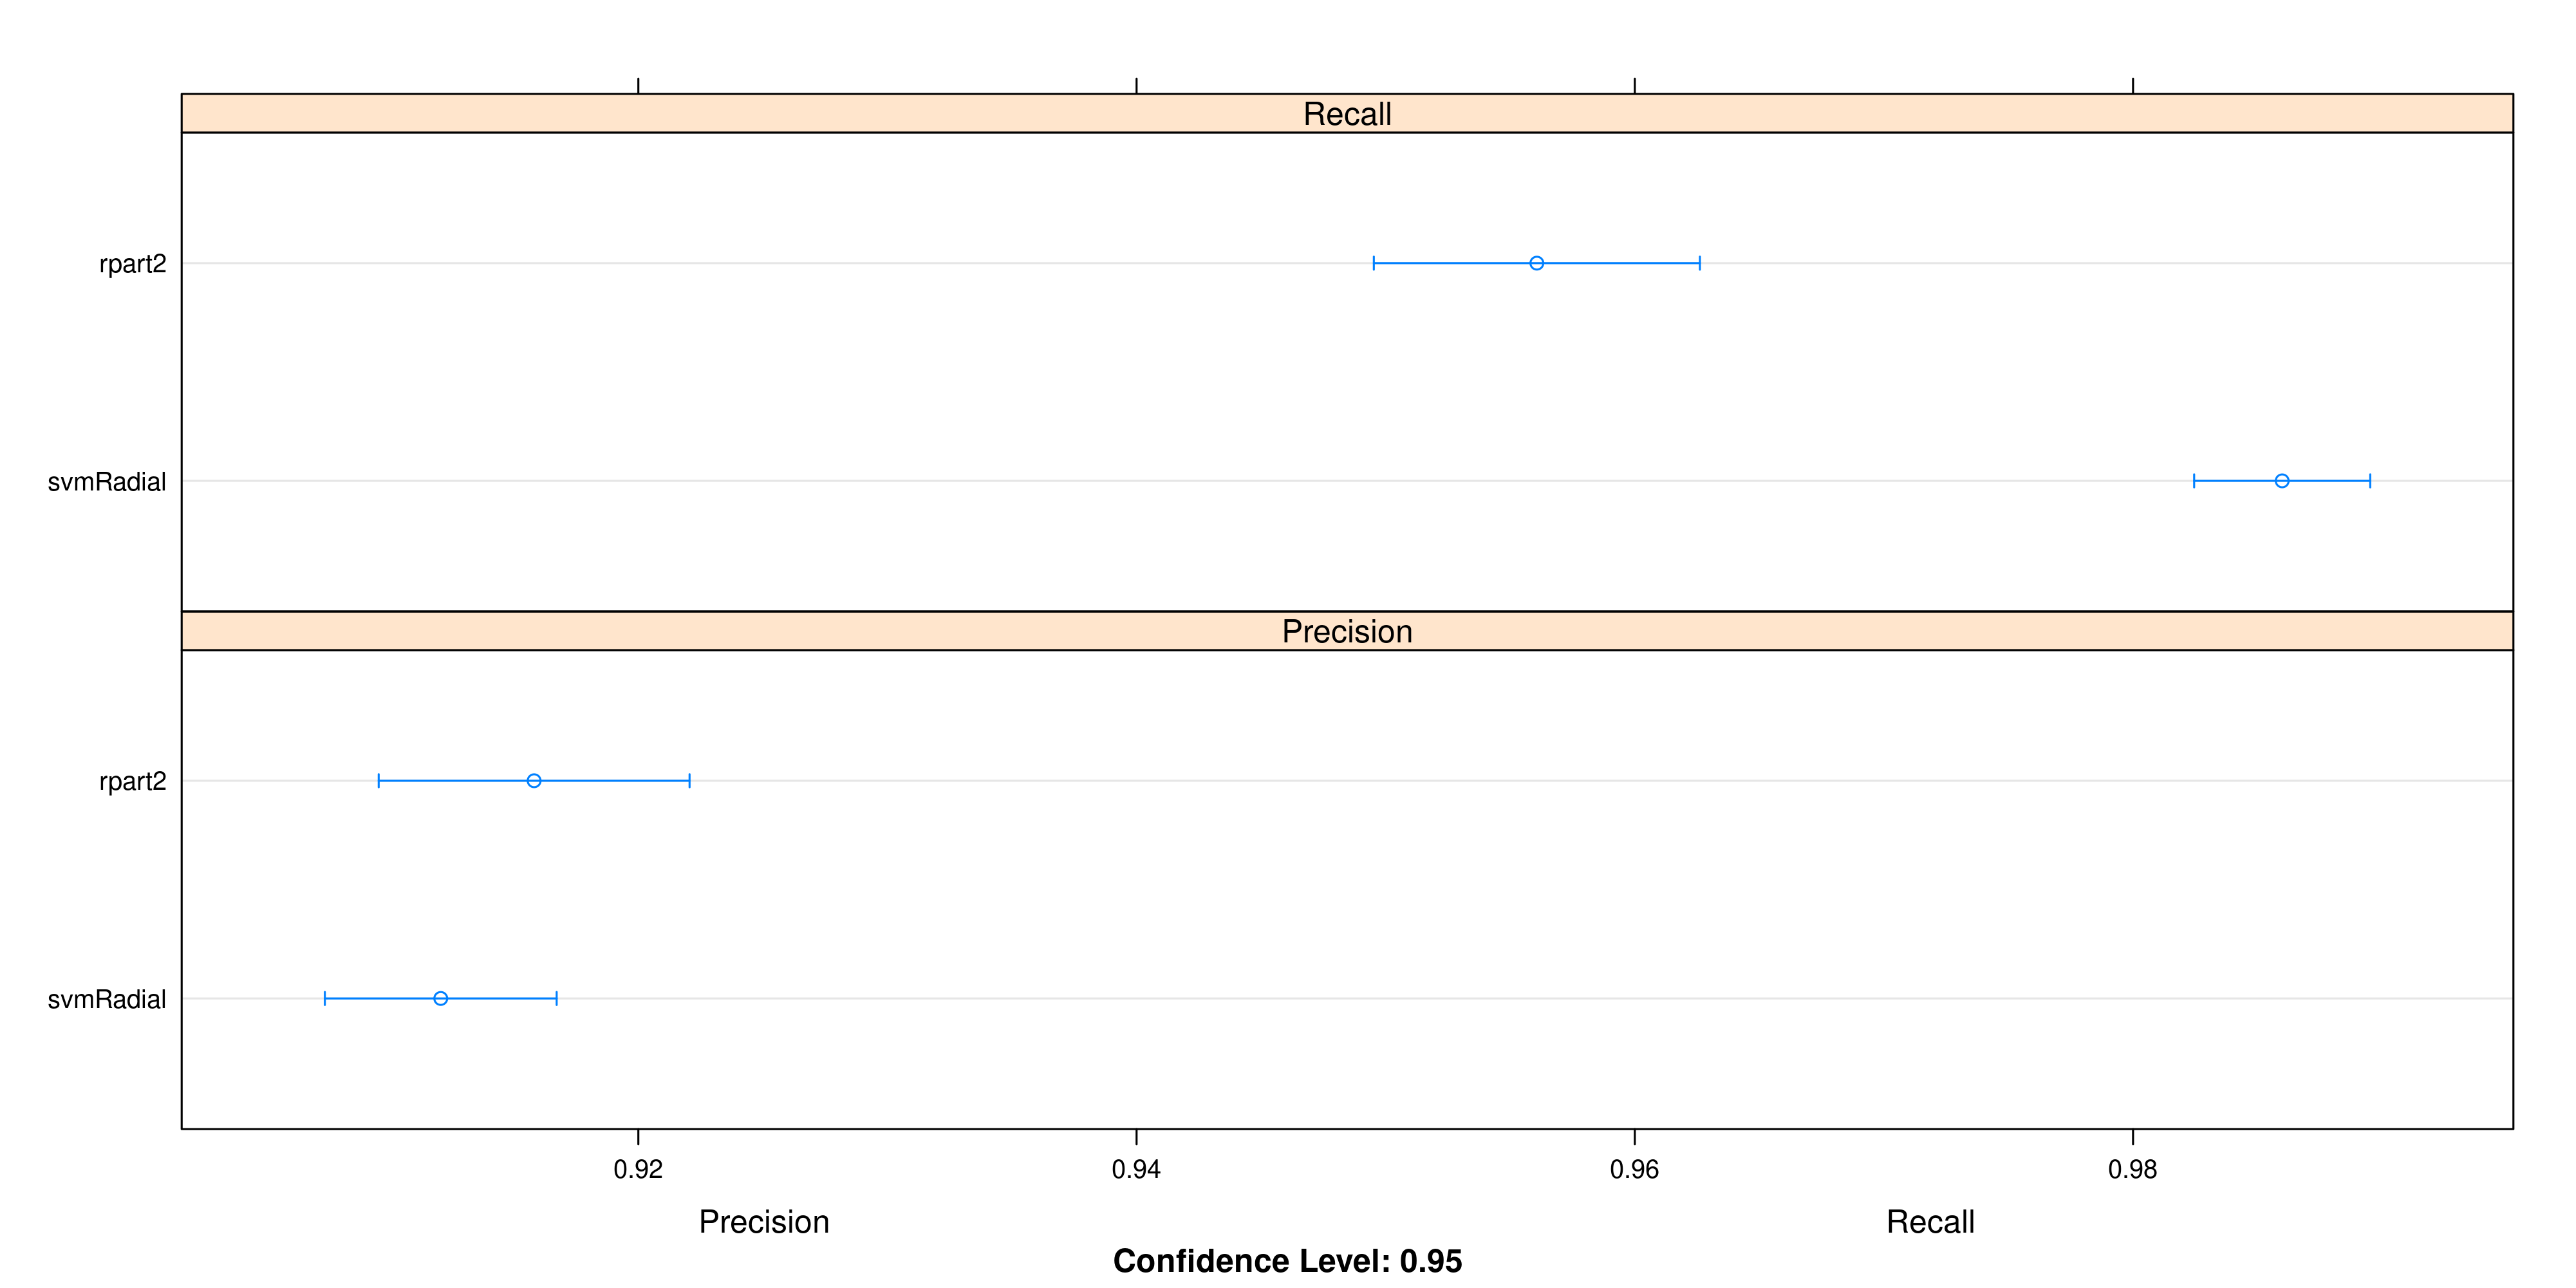 Recall
rpart2
svmRadial
Precision
rpart2
svmRadial
0.92 0.94 0.96 0.98
Precision Recall
Confidence Level: 0.95